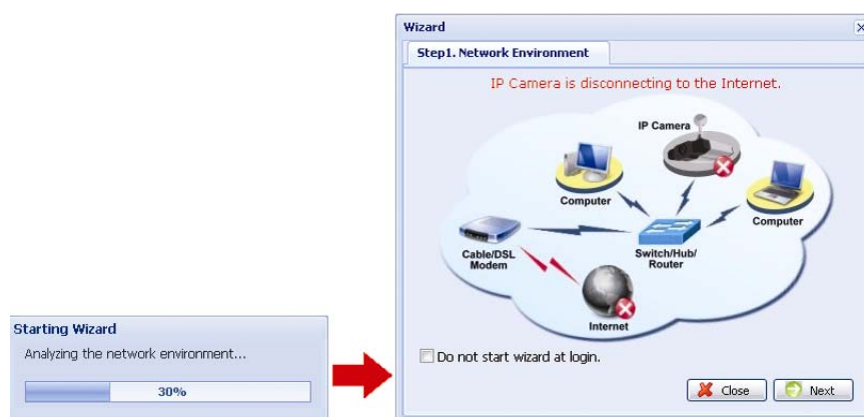 Starting Wizard
Analyzing the network environment...
30%
Wizard
Step1. Network Environment
IP Camera is disconnecting to the Internet.
IP Camera
Computer
Computer
Cable/DSL
Modem
Switch/Hub/
Router
Internet
Do not start wizard at login.
Close
Next